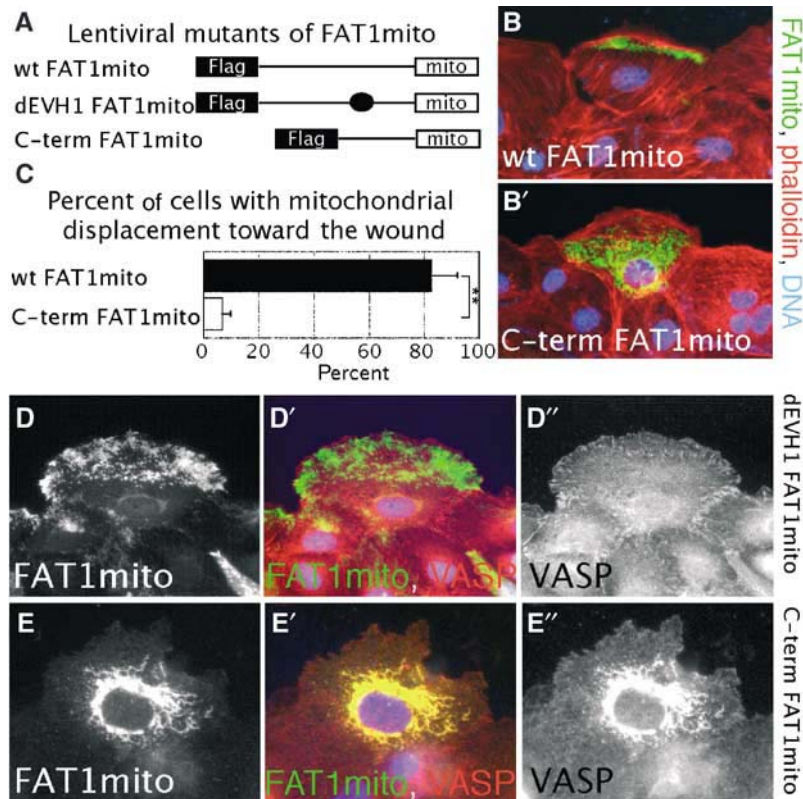 A
Lentiviral mutants of FAT1mito
wt FAT1mito
Flag
mito
dEVH1 FAT1mito
Flag
mito
C-term FAT1mito
Flag
mito
C
Percent of cells with mitochondrial
displacement toward the wound
wt FAT1mito
C-term FAT1mito
**
0 20 40 60 80 100
Percent
B
wt FAT1mito
B′
C-term FAT1mito
FAT1mito, phalloidin, DNA
D
FAT1mito
D′
FAT1mito, VASP
D″
VASP
dEVH1 FAT1mito
E
FAT1mito
E′
FAT1mito, VASP
E″
VASP
C-term FAT1mito